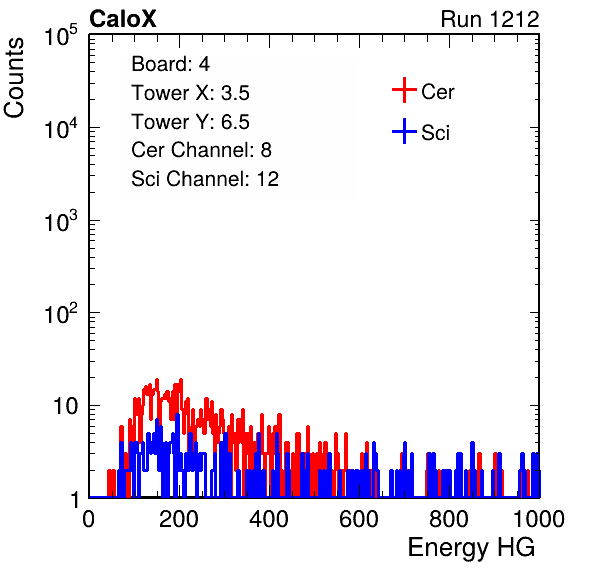 CaloX Run 1212
Counts
10^5
10^4
10^3
10^2
10
1
Board: 4
Tower X: 3.5
Tower Y: 6.5
Cer Channel: 8
Sci Channel: 12
Cer
Sci
0 200 400 600 800 1000
Energy HG